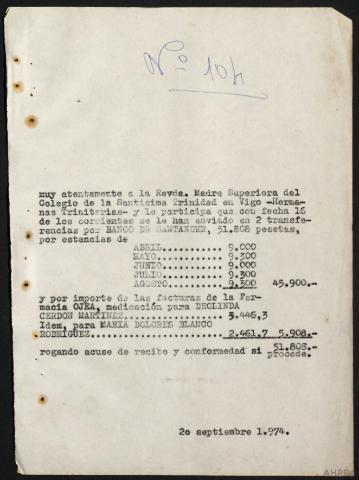 Nº 104
muy atentamente a la Revda. Madre Superiora del
Colegio de la Santísima Trinidad en Vigo -Herma-
nas Trinitarias- y le participa que con fecha 16
de los corrientes se le han enviado en 2 transfe-
rencias por BANCO DE SANTANDER, 51.808 pesetas,
por estancias de
ABRIL........... 9.000
MAYO............ 9.300
JUNIO........... 9.000
JULIO........... 9.300
AGOSTO.......... 9.300 45.900.-
y por importe de las facturas de la Far-
macia OJEA, medicación para DEOLINDA
CERDON MARTINEZ............. 3.446,3
Idem, para MARIA DOLORES BLANCO
RODRÍGUEZ................... 2.461,7 5.908.-
51.808.-
rogando acuse de recibo y conformedad si procede.
20 septiembre 1.974.
AHPPO